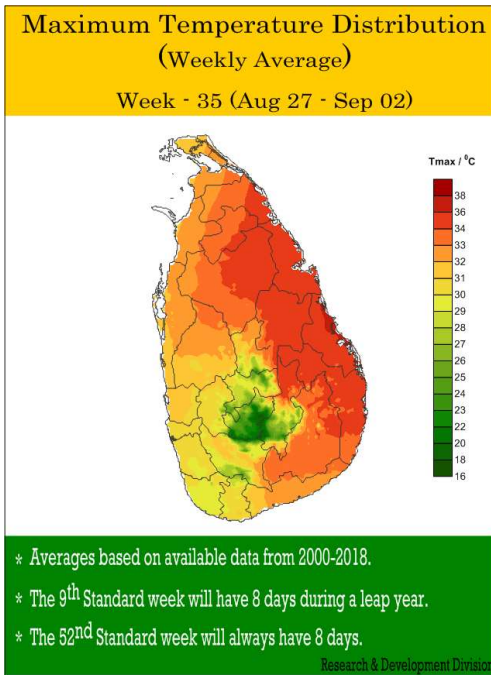 Maximum Temperature Distribution
(Weekly Average)
Week - 35 (Aug 27 - Sep 02)
Tmax / ⁰C
38
36
34
33
32
31
30
29
28
27
26
25
24
23
22
20
18
16
* Averages based on available data from 2000-2018.
* The 9th Standard week will have 8 days during a leap year.
* The 52nd Standard week will always have 8 days.
Research & Development Division